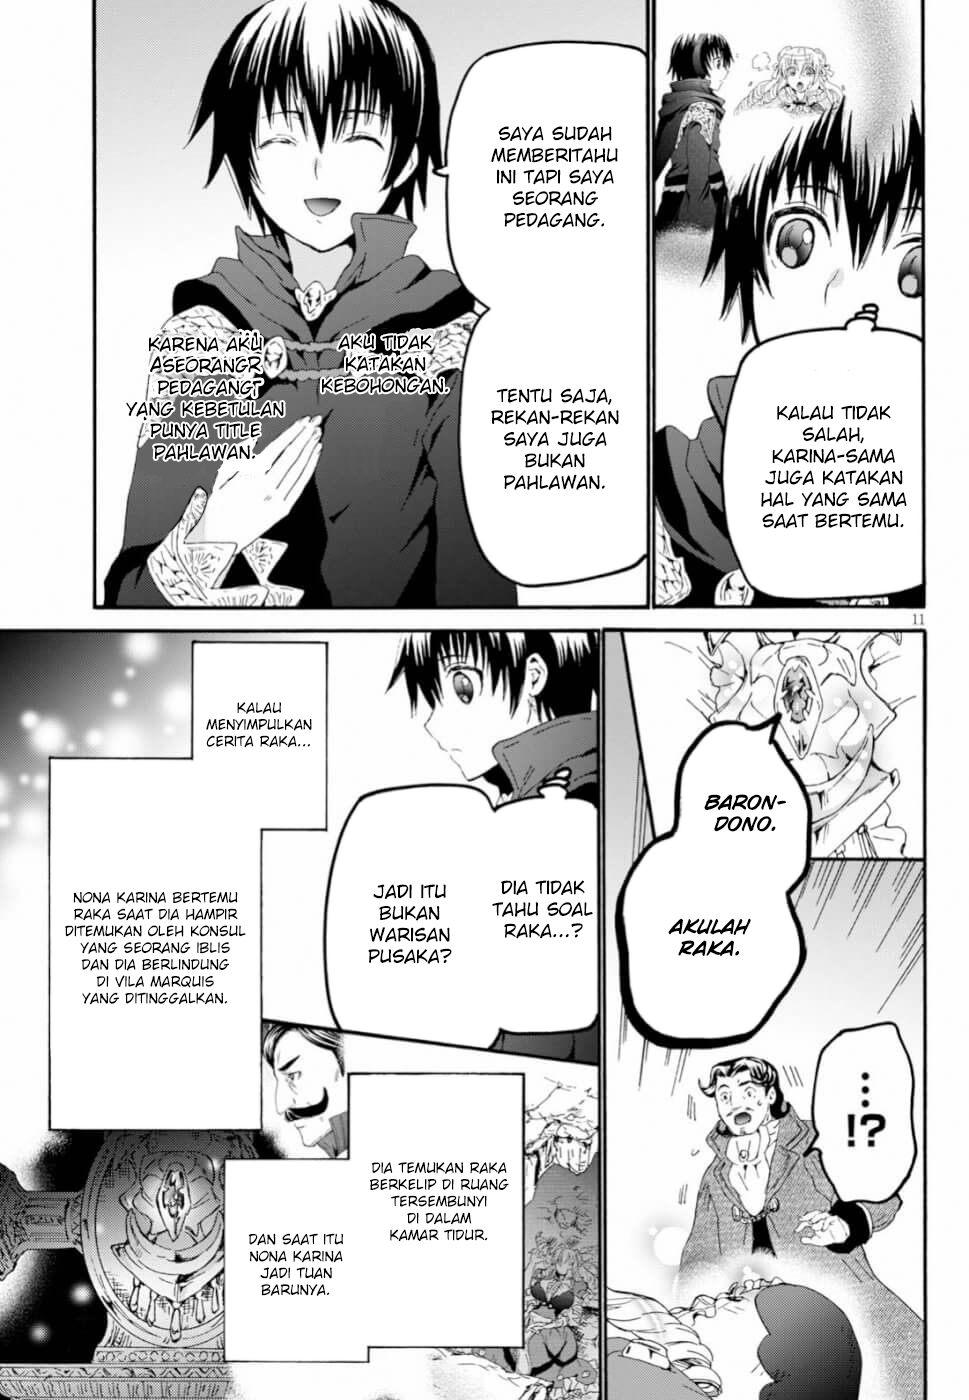 KALAU TIDAK
SALAH,
KARINA-SAMA
JUGA KATAKAN
HAL YANG SAMA
SAAT BERTEMU.
SAYA SUDAH
MEMBERITAHU
INI TAPI SAYA
SEORANG
PEDAGANG.
TENTU SAJA,
REKAN-REKAN
SAYA JUGA
BUKAN
PAHLAWAN.
AKU TIDAK
KATAKAN
KEBOHONGAN.
KARENA AKU
ASEORANGR
PEDAGANGT
YANG KEBETULAN
PUNYA TITLE
PAHLAWAN.
11
BARON-
DONO.
AKULAH
RAKA.
...
!?
DIA TIDAK
TAHU SOAL
RAKA...?
JADI ITU
BUKAN
WARISAN
PUSAKA?
KALAU
MENYIMPULKAN
CERITA RAKA...
NONA KARINA BERTEMU
RAKA SAAT DIA HAMPIR
DITEMUKAN OLEH KONSUL
YANG SEORANG IBLIS
DAN DIA BERLINDUNG
DI VILA MARQUIS
YANG DITINGGALKAN.
DIA TEMUKAN RAKA
BERKELIP DI RUANG
TERSEMBUNYI
DI DALAM
KAMAR TIDUR.
DAN SAAT ITU
NONA KARINA
JADI TUAN
BARUNYA.